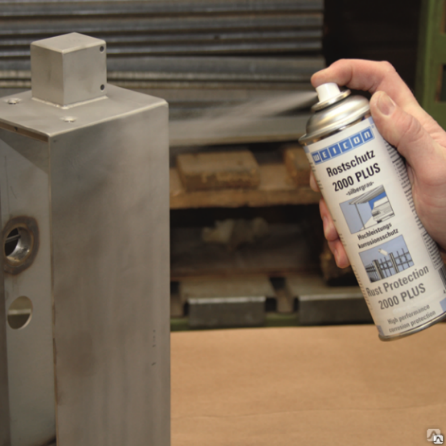 WEICON
Rostschutz
2000 PLUS
-silbergrau-
Hochleistungs
korrosionsschutz
Rust Protection
2000 PLUS
High performance
corrosion protection